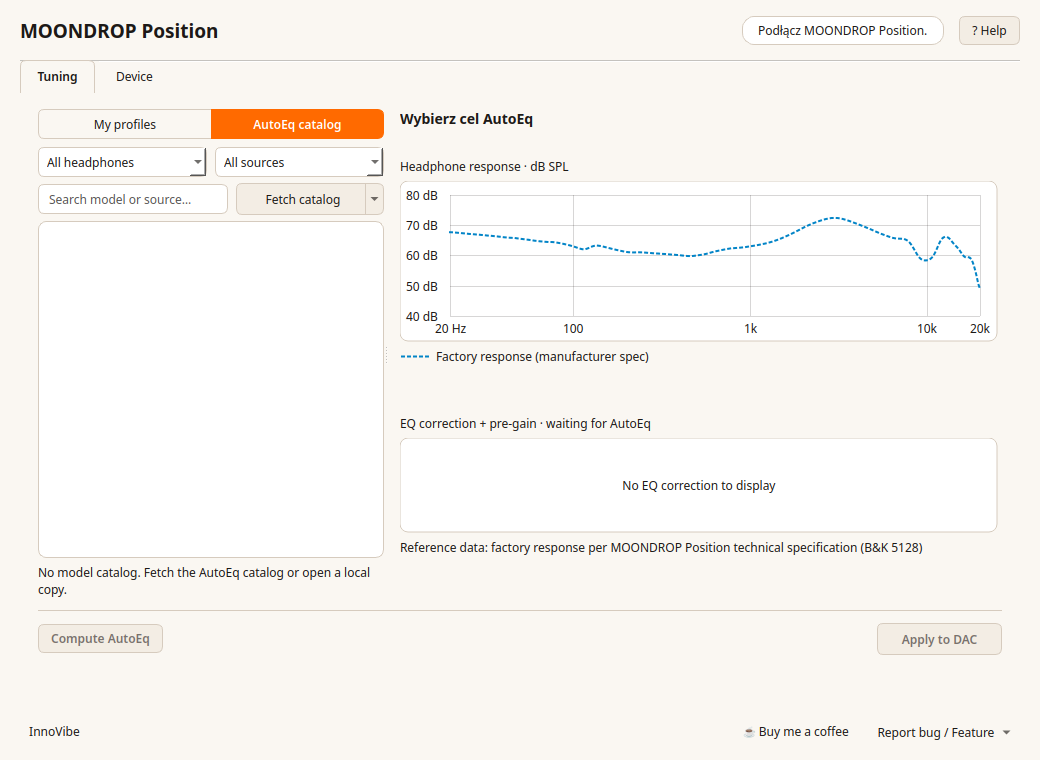 MOONDROP Position
Podłącz MOONDROP Position.
? Help
Tuning
Device
My profiles
AutoEq catalog
All headphones
All sources
Search model or source...
Fetch catalog
No model catalog. Fetch the AutoEq catalog or open a local
copy.
Wybierz cel AutoEq
Headphone response · dB SPL
80 dB
70 dB
60 dB
50 dB
40 dB
20 Hz
100
1k
10k
20k
Factory response (manufacturer spec)
EQ correction + pre-gain · waiting for AutoEq
No EQ correction to display
Reference data: factory response per MOONDROP Position technical specification (B&K 5128)
Compute AutoEq
Apply to DAC
InnoVibe
Buy me a coffee
Report bug / Feature